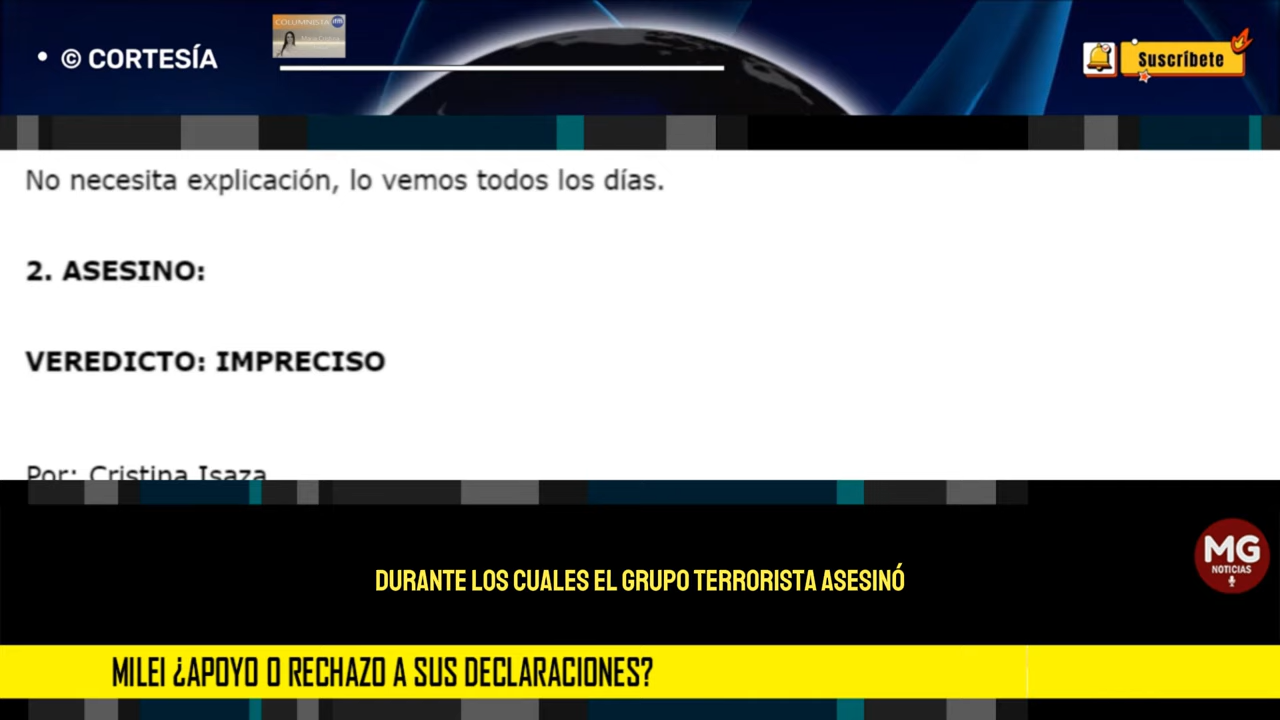 © CORTESÍA
COLUMNISTA
Suscríbete
No necesita explicación, lo vemos todos los días.
2. ASESINO:
VEREDICTO: IMPRECISO
Por: Cristina Isaza
MG
NOTICIAS
DURANTE LOS CUALES EL GRUPO TERRORISTA ASESINÓ
MILEI ¿APOYO O RECHAZO A SUS DECLARACIONES?